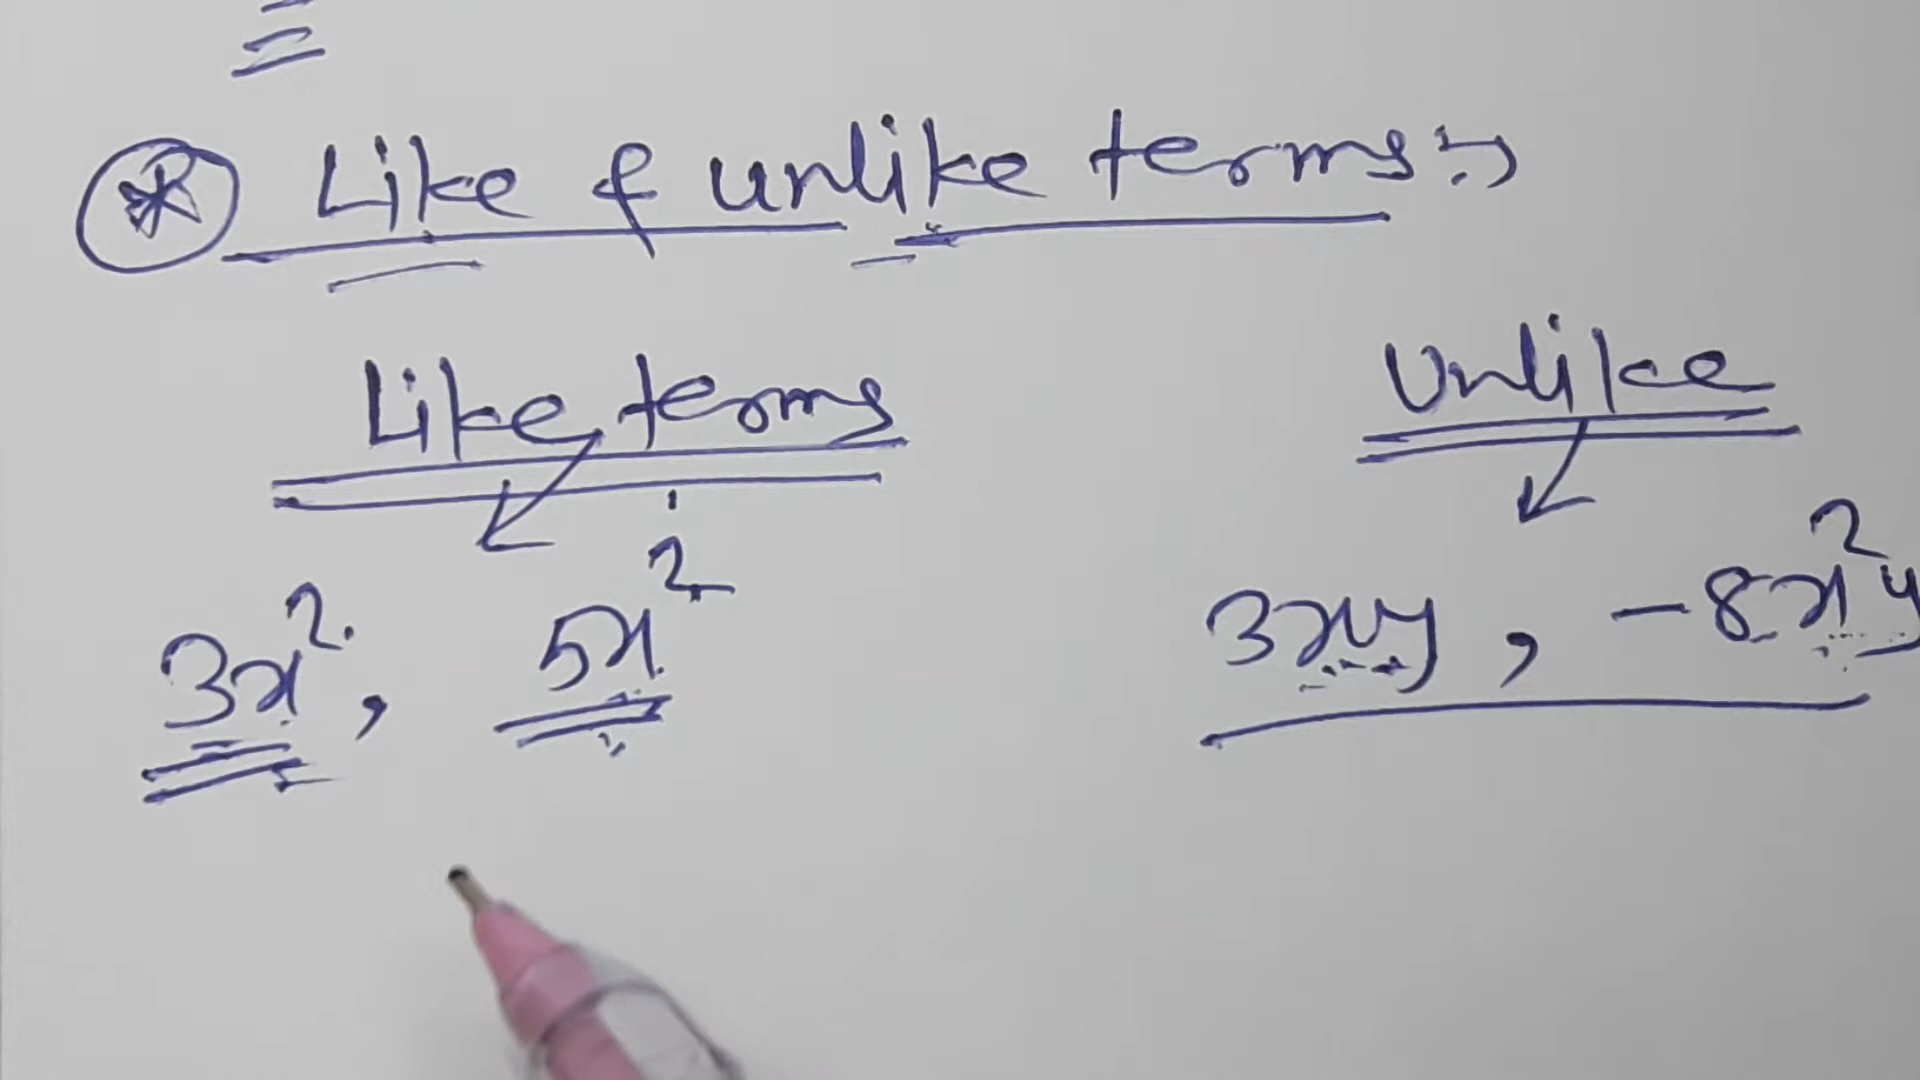 Like & unlike terms :→
Like terms
Unlike
3x², 5x²
3xy, -8x²y